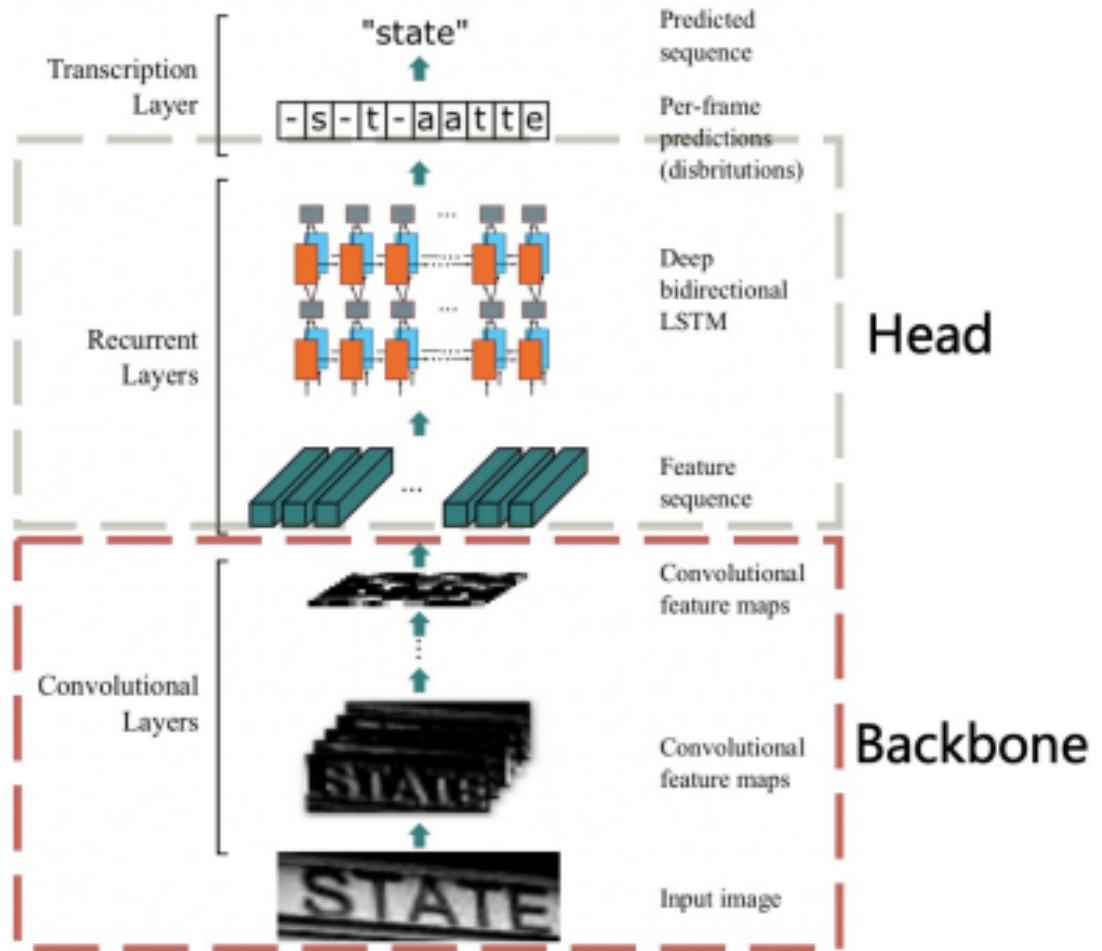 "state"
Predicted
sequence
Transcription
Layer
-s-t-aatte
Per-frame
predictions
(disbritutions)
Recurrent
Layers
Deep
bidirectional
LSTM
Head
Feature
sequence
Convolutional
Layers
Convolutional
feature maps
Convolutional
feature maps
Backbone
STATE
STATE
Input image